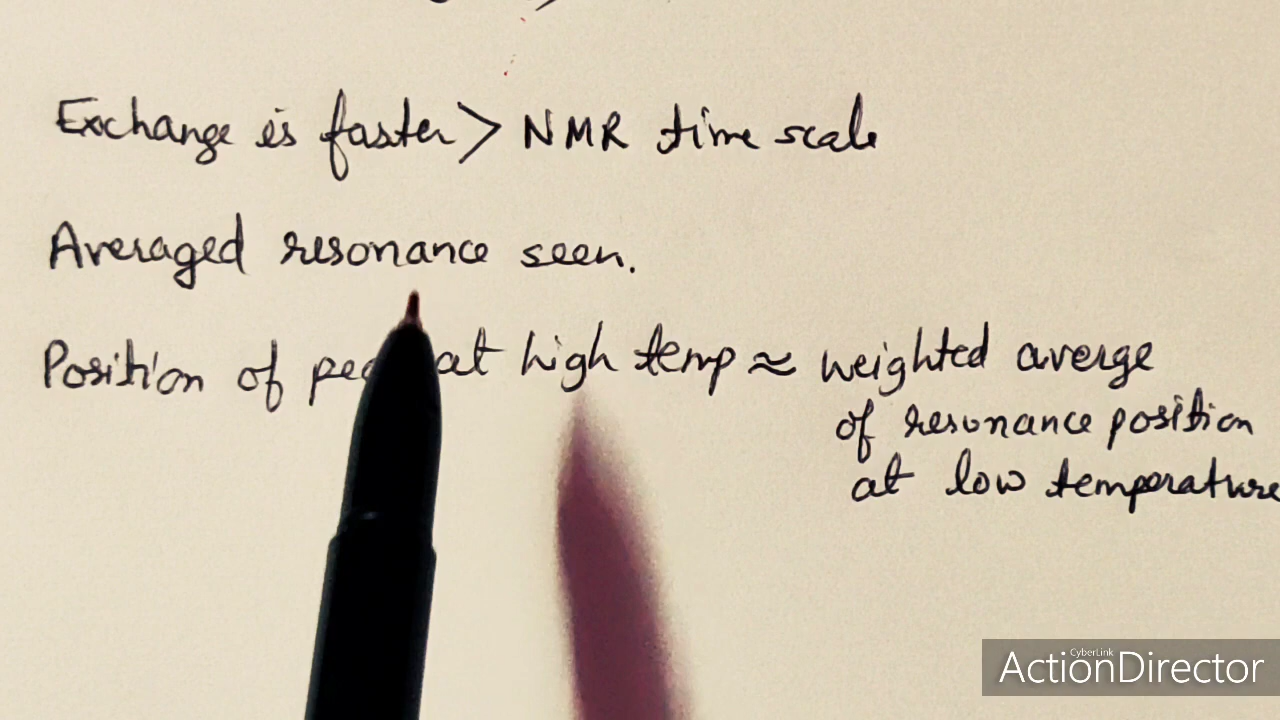 Exchange is faster > NMR time scale
Averaged resonance seen.
Position of at high temp ≈ weighted averge
of resonance position
at low temperature
CyberLink
ActionDirector